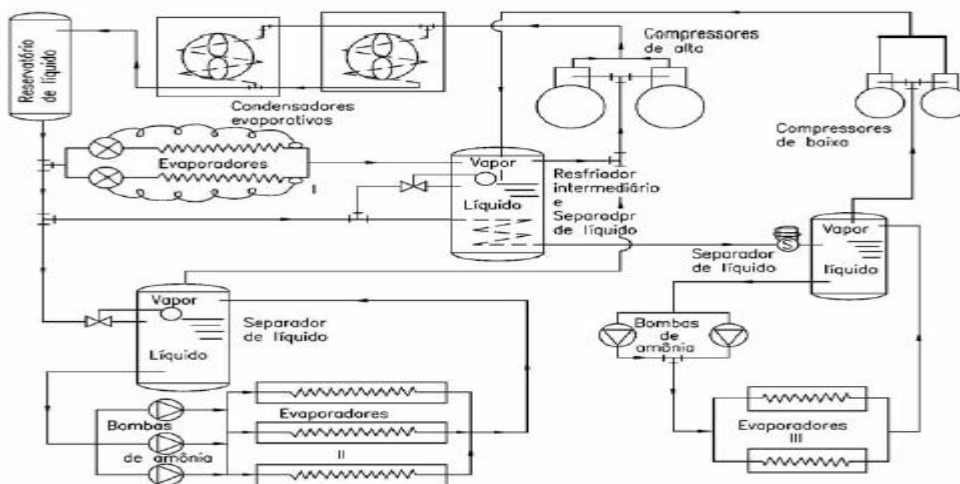 Reservatório
de líquido
Condensadores
evaporativos
Compressores
de alta
Compressores
de baixa
Evaporadores
I
Vapor
Líquido
Resfriador
intermediário
e
Separador
de líquido
Separador
de líquido
Vapor
líquido
Vapor
Líquido
Separador
de líquido
Bombas
de
amônia
Bombas
de amônia
Evaporadores
II
Evaporadores
III
S